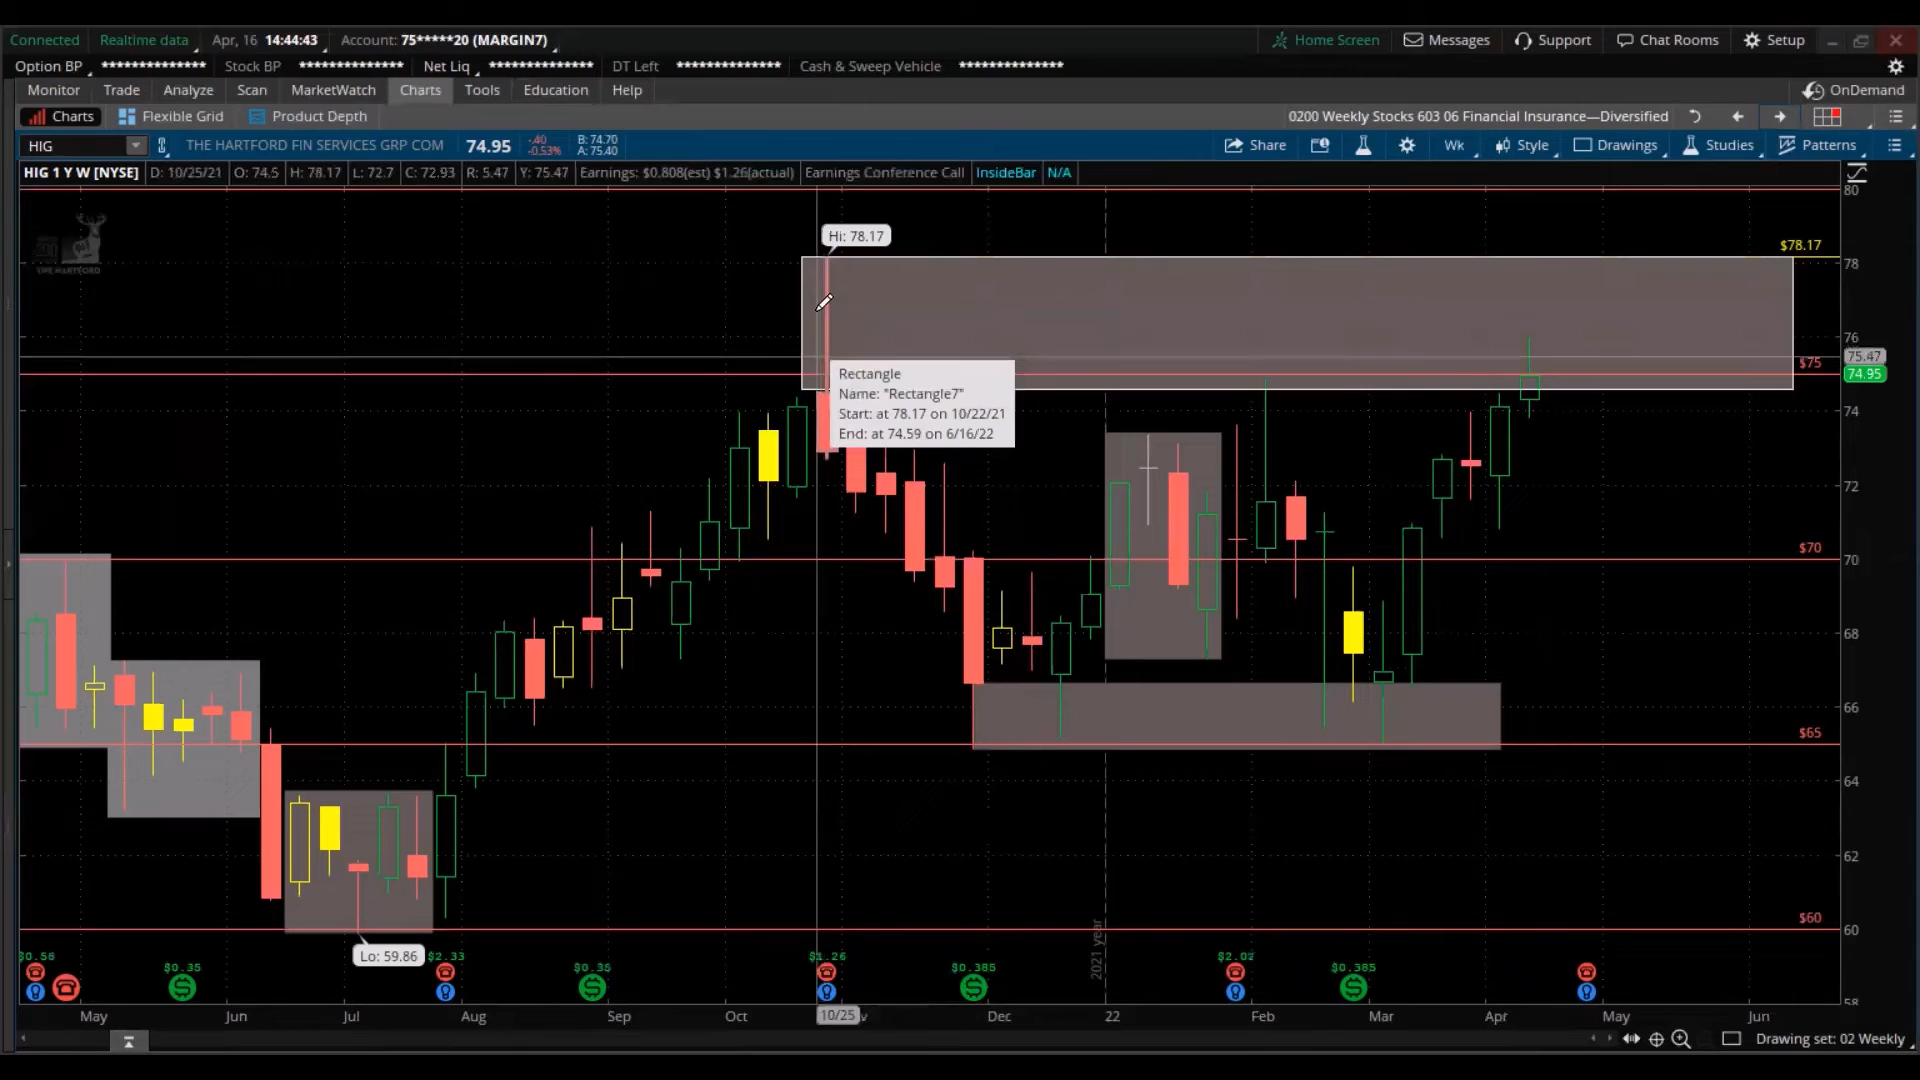 Connected Realtime data Apr, 16 14:44:43 Account: 75*****20 (MARGIN7) Home Screen Messages Support Chat Rooms Setup
Option BP ************** Stock BP ************** Net Liq ************** DT Left ************** Cash & Sweep Vehicle **************
Monitor Trade Analyze Scan MarketWatch Charts Tools Education Help OnDemand
Charts Flexible Grid Product Depth 0200 Weekly Stocks 603 06 Financial Insurance—Diversified
HIG THE HARTFORD FIN SERVICES GRP COM 74.95 -.40 -0.53% B: 74.70 A: 75.40 Share Wk Style Drawings Studies Patterns
HIG 1 Y W [NYSE] D: 10/25/21 O: 74.5 H: 78.17 L: 72.7 C: 72.93 R: 5.47 Y: 75.47 Earnings: $0.808(est) $1.26(actual) Earnings Conference Call InsideBar N/A
80
THE HARTFORD
Hi: 78.17
$78.17
78
76
75.47
$75
74.95
Rectangle
Name: "Rectangle7"
Start: at 78.17 on 10/22/21
End: at 74.59 on 6/16/22
74
72
$70
70
68
66
$65
64
62
$60
60
2021 year
Lo: 59.86
$0.56 $0.35 $2.33 $0.35 $1.26 $0.385 $2.02 $0.385
58
May Jun Jul Aug Sep Oct 10/25 Dec 22 Feb Mar Apr May Jun
Drawing set: 02 Weekly